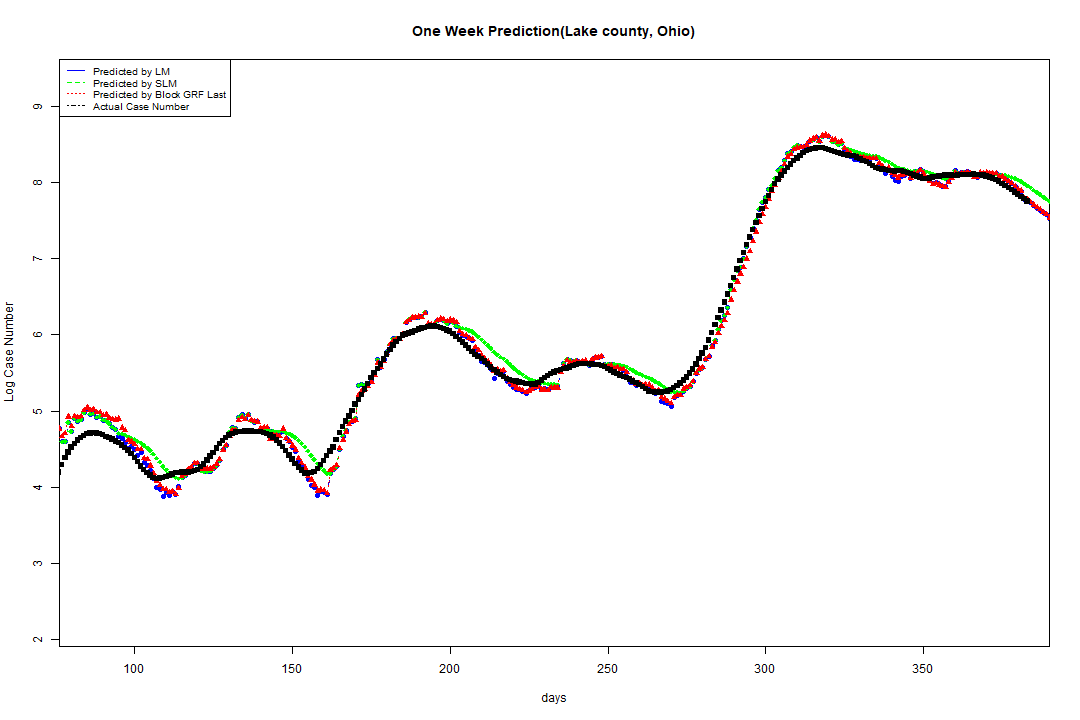 One Week Prediction(Lake county, Ohio)
Predicted by LM
Predicted by SLM
Predicted by Block GRF Last
Actual Case Number
9
8
7
6
5
4
3
2
Log Case Number
100 150 200 250 300 350
days